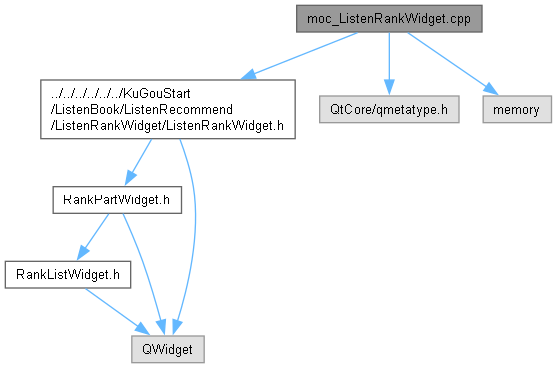 moc_ListenRankWidget.cpp
../../../../../../KuGouStart
/ListenBook/ListenRecommend
/ListenRankWidget/ListenRankWidget.h
QtCore/qmetatype.h
memory
RankPartWidget.h
RankListWidget.h
QWidget